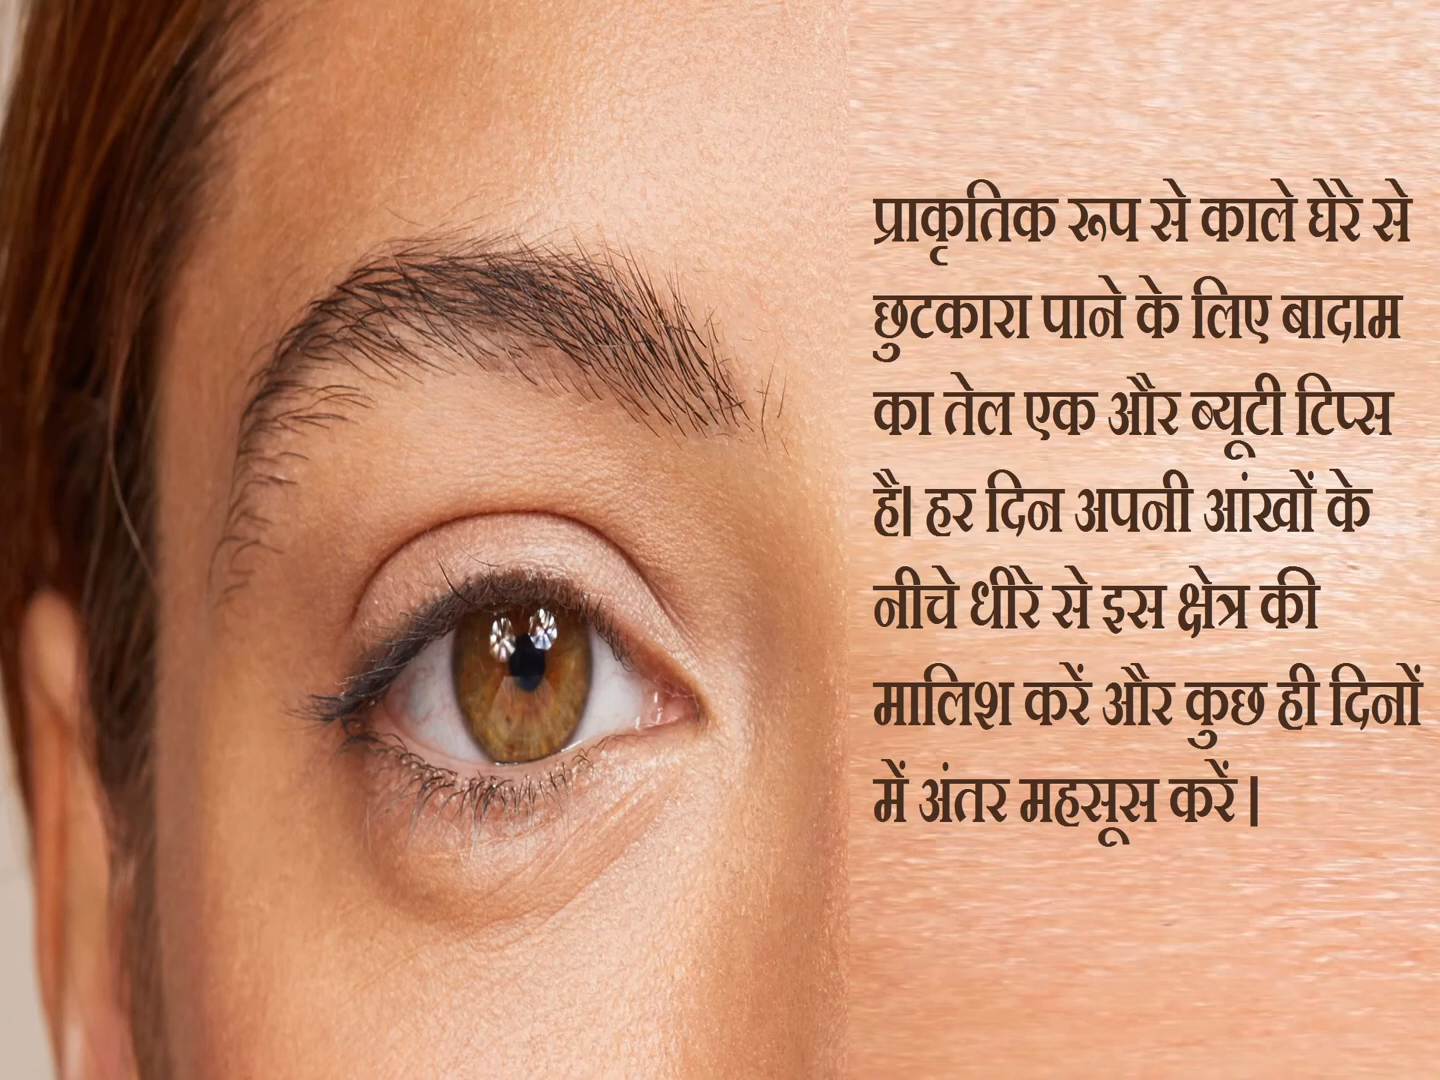 प्राकृतिक रूप से काले घेरे से
छुटकारा पाने के लिए बादाम
का तेल एक और ब्यूटी टिप्स
है। हर दिन अपनी आंखों के
नीचे धीरे से इस क्षेत्र की
मालिश करें और कुछ ही दिनों
में अंतर महसूस करें।